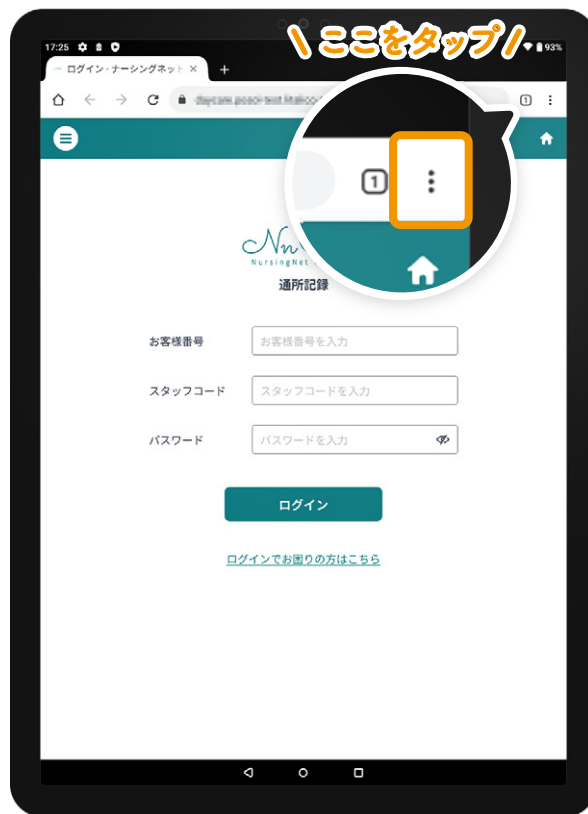 \ ここをタップ /
17:25
93%
ログイン - ナーシングネット
1
1
Nn
NursingNet
通所記録
お客様番号
お客様番号を入力
スタッフコード
スタッフコードを入力
パスワード
パスワードを入力
ログイン
ログインでお困りの方はこちら